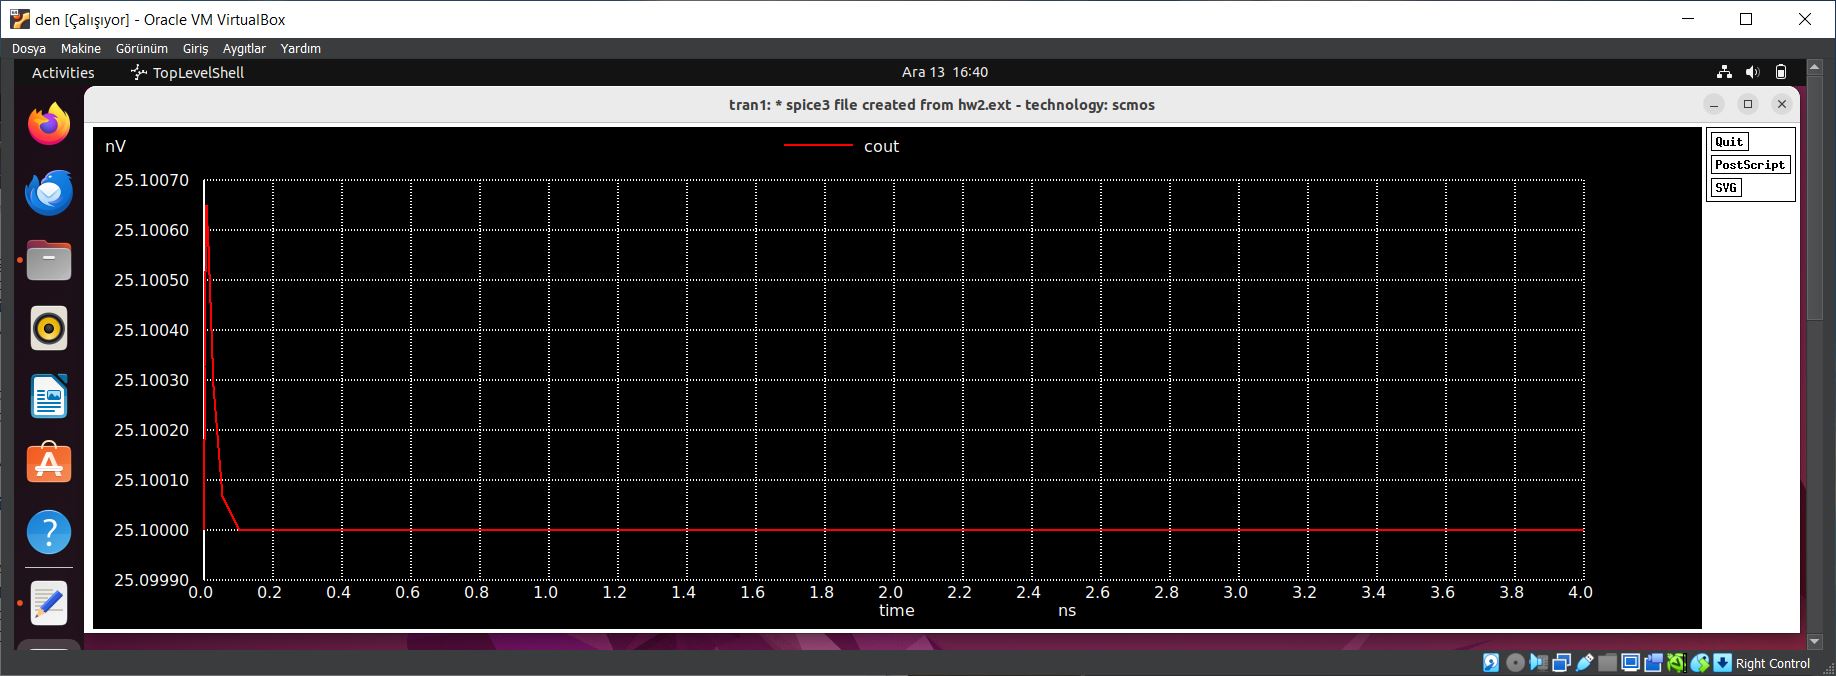 den [Çalışıyor] - Oracle VM VirtualBox
Dosya Makine Görünüm Giriş Aygıtlar Yardım
Activities TopLevelShell Ara 13 16:40
tran1: * spice3 file created from hw2.ext - technology: scmos
nV cout
Quit
PostScript
SVG
25.10070
25.10060
25.10050
25.10040
25.10030
25.10020
25.10010
25.10000
25.09990
0.0 0.2 0.4 0.6 0.8 1.0 1.2 1.4 1.6 1.8 2.0 2.2 2.4 2.6 2.8 3.0 3.2 3.4 3.6 3.8 4.0
time ns
Right Control